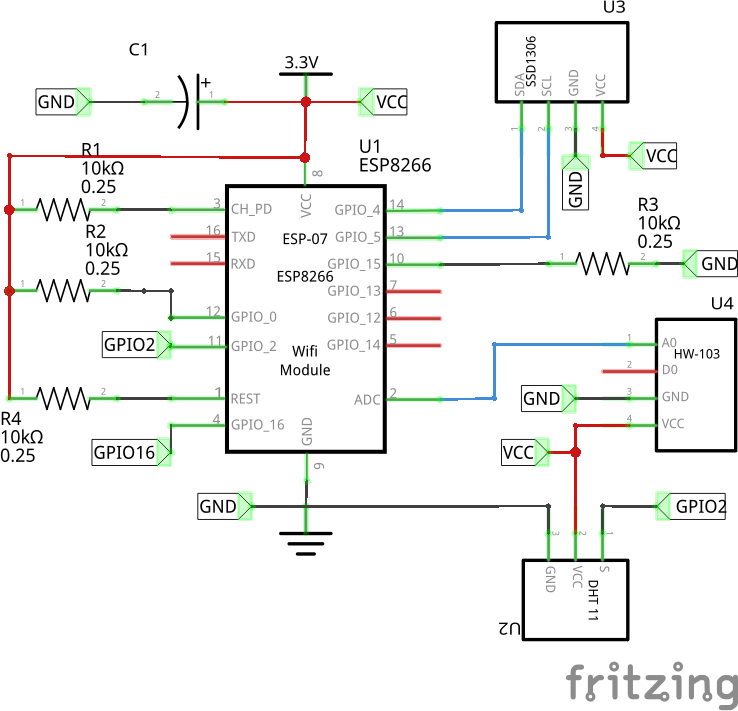 U3
C1
SSD1306
3.3V
SDA
SCL
GND
VCC
GND
2
1
+
VCC
1
2
3
4
U1
ESP8266
VCC
GND
R1
10kΩ
0.25
8
VCC
R3
10kΩ
0.25
1
2
3
CH_PD
GPIO_4
14
R2
10kΩ
0.25
16
TXD
ESP-07
GPIO_5
13
15
RXD
ESP8266
GPIO_15
10
1
2
GND
1
2
GPIO_13
7
U4
12
GPIO_0
GPIO_12
6
GPIO2
11
GPIO_2
Wifi
Module
GPIO_14
5
1
A0
HW-103
2
D0
1
2
1
REST
ADC
2
GND
3
GND
R4
10kΩ
0.25
4
GPIO_16
GND
4
VCC
GPIO16
VCC
9
GND
GPIO2
3
2
1
GND
VCC
S
DHT 11
U2
fritzing